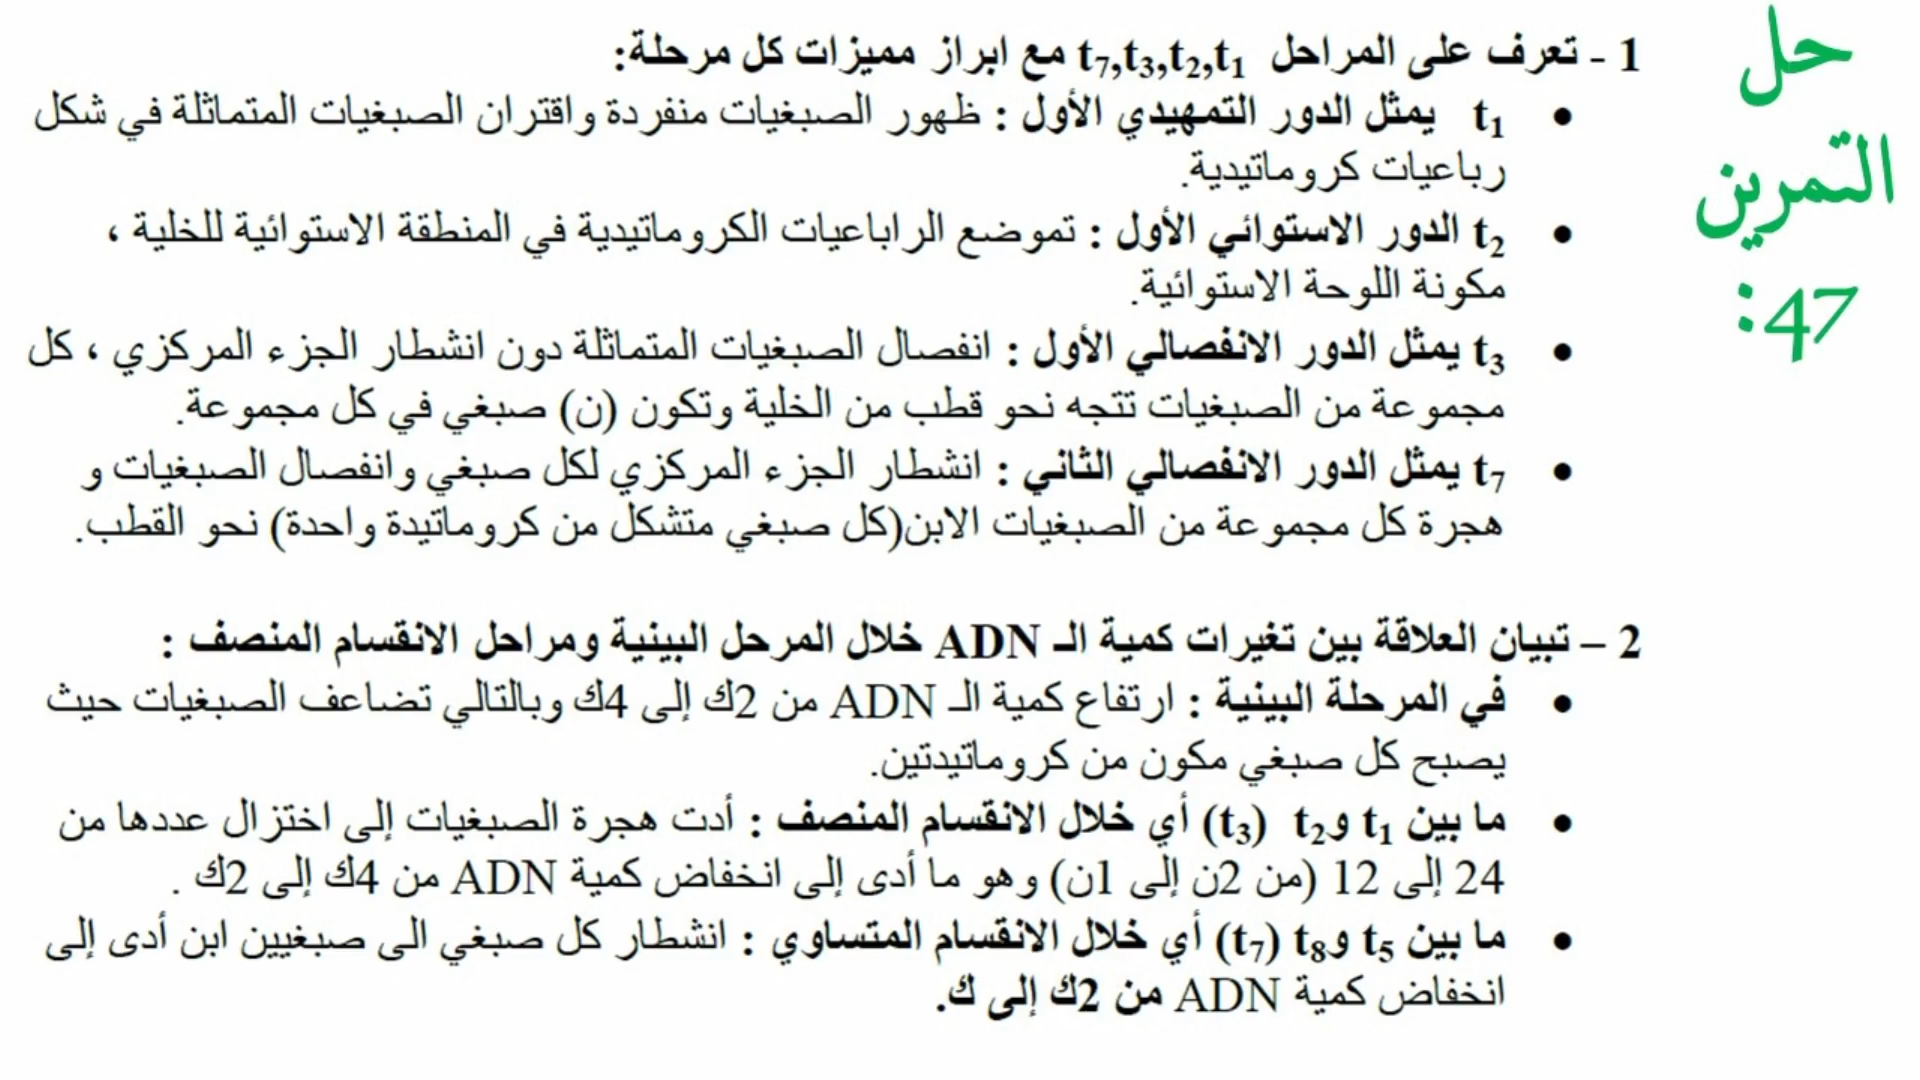 حل
التمرين
47:
1 - تعرف على المراحل t7,t3,t2,t1 مع ابراز مميزات كل مرحلة:
• t1 يمثل الدور التمهيدي الأول : ظهور الصبغيات منفردة واقتران الصبغيات المتماثلة في شكل
رباعيات كروماتيدية.
• t2 الدور الاستوائي الأول : تموضع الراباعيات الكروماتيدية في المنطقة الاستوائية للخلية ،
مكونة اللوحة الاستوائية.
• t3 يمثل الدور الانفصالي الأول : انفصال الصبغيات المتماثلة دون انشطار الجزء المركزي ، كل
مجموعة من الصبغيات تتجه نحو قطب من الخلية وتكون (ن) صبغي في كل مجموعة.
• t7 يمثل الدور الانفصالي الثاني : انشطار الجزء المركزي لكل صبغي وانفصال الصبغيات و
هجرة كل مجموعة من الصبغيات الابن(كل صبغي متشكل من كروماتيدة واحدة) نحو القطب.
2 – تبيان العلاقة بين تغيرات كمية الـ ADN خلال المرحل البينية ومراحل الانقسام المنصف :
• في المرحلة البينية : ارتفاع كمية الـ ADN من 2ك إلى 4ك وبالتالي تضاعف الصبغيات حيث
يصبح كل صبغي مكون من كروماتيدتين.
• ما بين t1 وt2 (t3) أي خلال الانقسام المنصف : أدت هجرة الصبغيات إلى اختزال عددها من
24 إلى 12 (من 2ن إلى 1ن) وهو ما أدى إلى انخفاض كمية ADN من 4ك إلى 2ك .
• ما بين t5 وt8 (t7) أي خلال الانقسام المتساوي : انشطار كل صبغي الى صبغيين ابن أدى إلى
انخفاض كمية ADN من 2ك إلى ك.